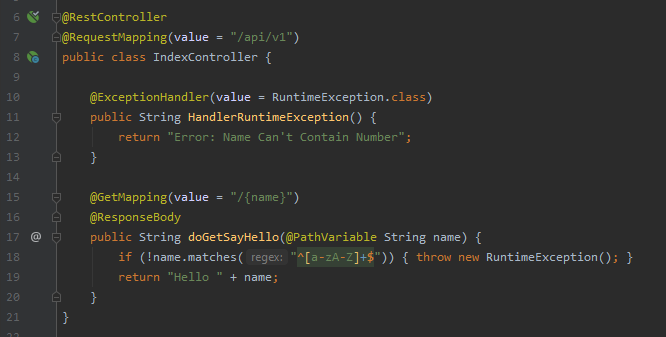 6 @RestController
7 @RequestMapping(value = "/api/v1")
8 public class IndexController {
9
10 @ExceptionHandler(value = RuntimeException.class)
11 public String HandlerRuntimeException() {
12 return "Error: Name Can't Contain Number";
13 }
14
15 @GetMapping(value = "/{name}")
16 @ResponseBody
17 @ public String doGetSayHello(@PathVariable String name) {
18 if (!name.matches( regex: "^[a-zA-Z]+$")) { throw new RuntimeException(); }
19 return "Hello " + name;
20 }
21 }